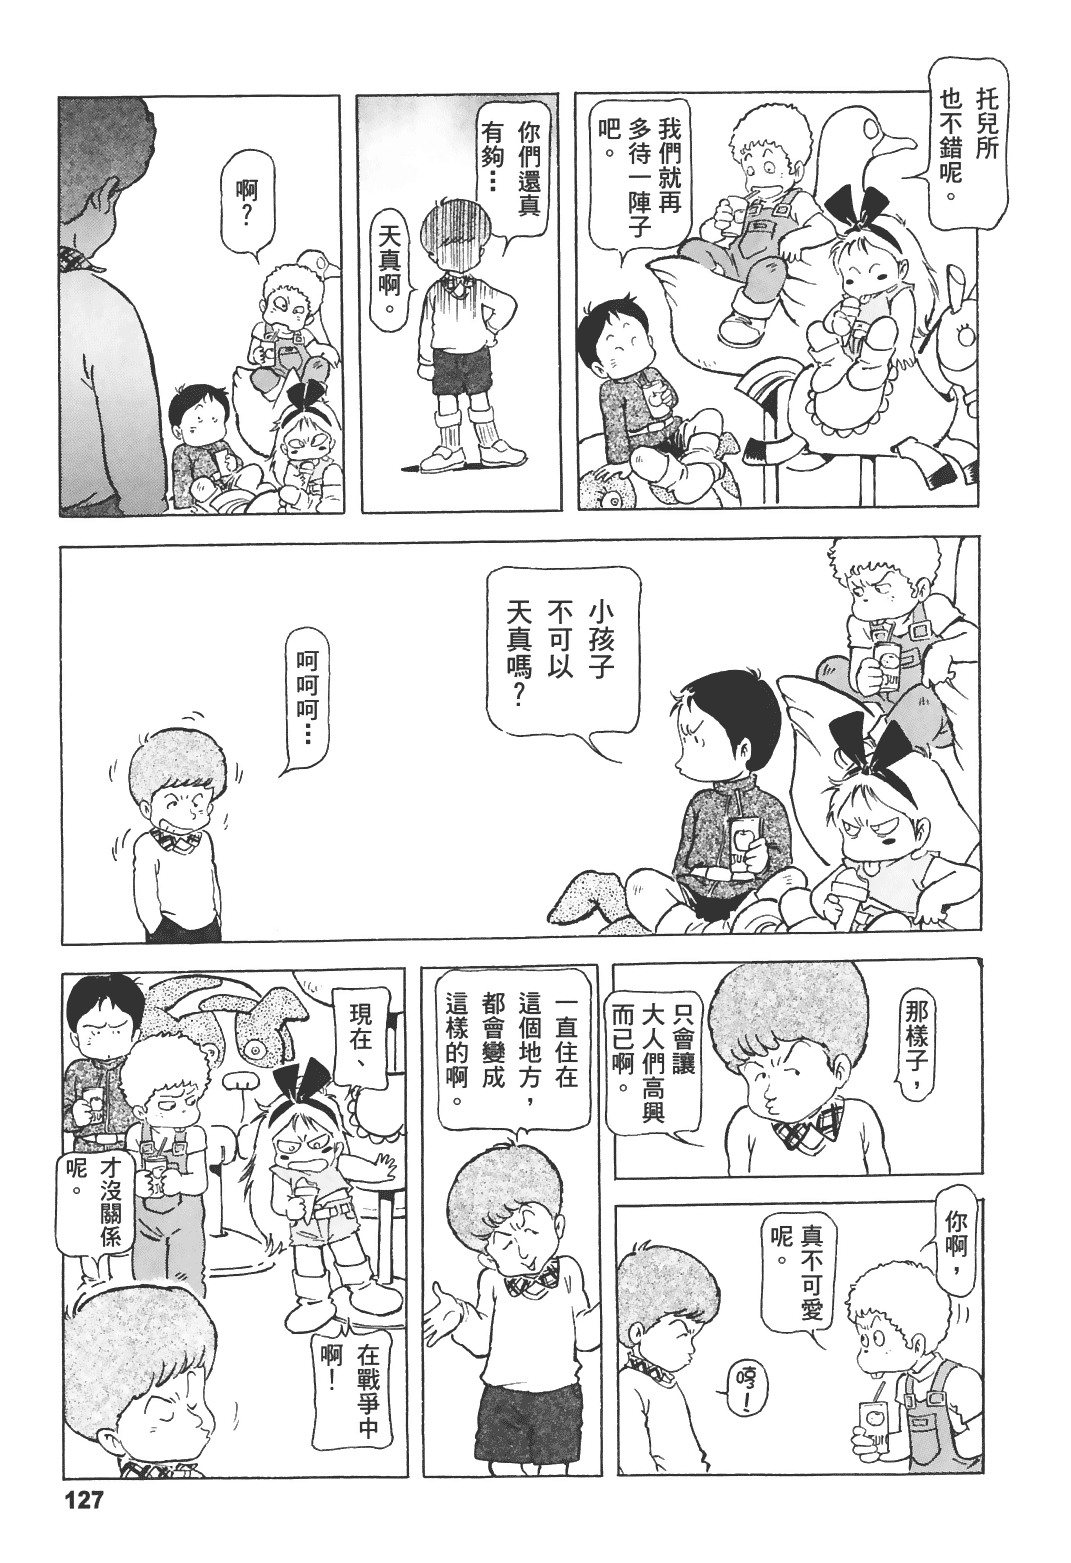 托兒所
也不錯呢。
我們就再
多待一陣子
吧。
你們還真
有夠…
天真啊。
啊?
小孩子
不可以
天真嗎?
呵呵呵…
那樣子,
只會讓
大人們高興
而已啊。
你啊,
真不可愛
呢。
哼!
一直住在
這個地方,
都會變成
這樣的啊。
現在、
在戰爭中
啊!
才沒關係
呢。
127